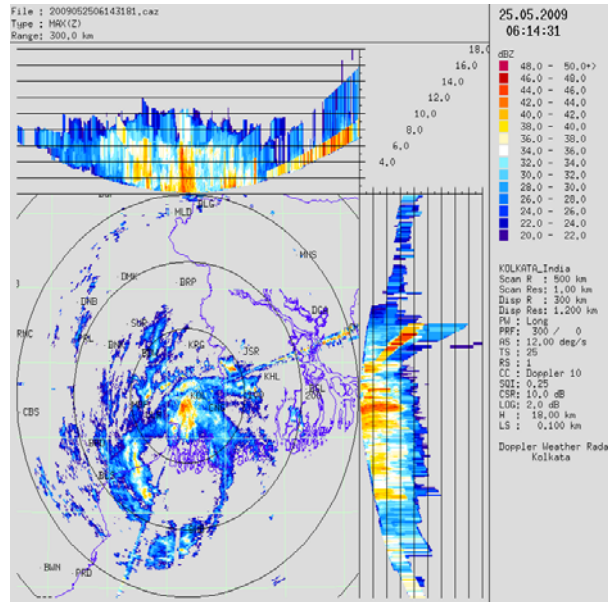 File : 2009052506143181.caz
Type : MAX(Z)
Range: 300.0 km
25.05.2009
06:14:31
18.0
16.0
14.0
12.0
10.0
8.0
6.0
4.0
dBZ
48.0 - 50.0+>
46.0 - 48.0
44.0 - 46.0
42.0 - 44.0
40.0 - 42.0
38.0 - 40.0
36.0 - 38.0
34.0 - 36.0
32.0 - 34.0
30.0 - 32.0
28.0 - 30.0
26.0 - 28.0
24.0 - 26.0
22.0 - 24.0
20.0 - 22.0
BLG
MLD
MHS
DMK
BRP
DNB
KRG
JSR
KHL
CBS
BWN
PRD
KOLKATA_India
Scan R : 500 km
Scan Res: 1.00 km
Disp R : 300 km
Disp Res: 1.200 km
PW : Long
PRF: 300 / 0
AS : 12.00 deg/s
TS : 25
RS : 1
CC : Doppler 10
SQI: 0.25
CSR: 10.0 dB
LOG: 2.0 dB
H : 18.00 km
LS : 0.100 km
Doppler Weather Rada
Kolkata